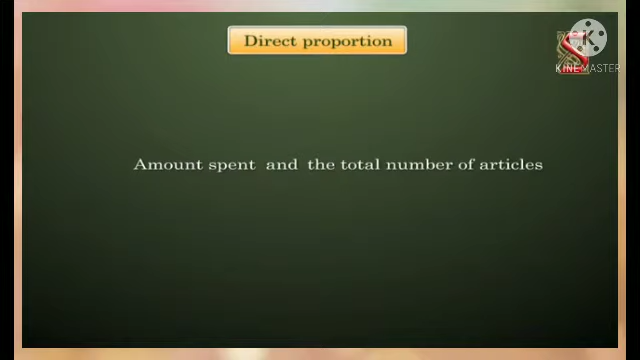 Direct proportion
KINEMASTER
Amount spent and the total number of articles